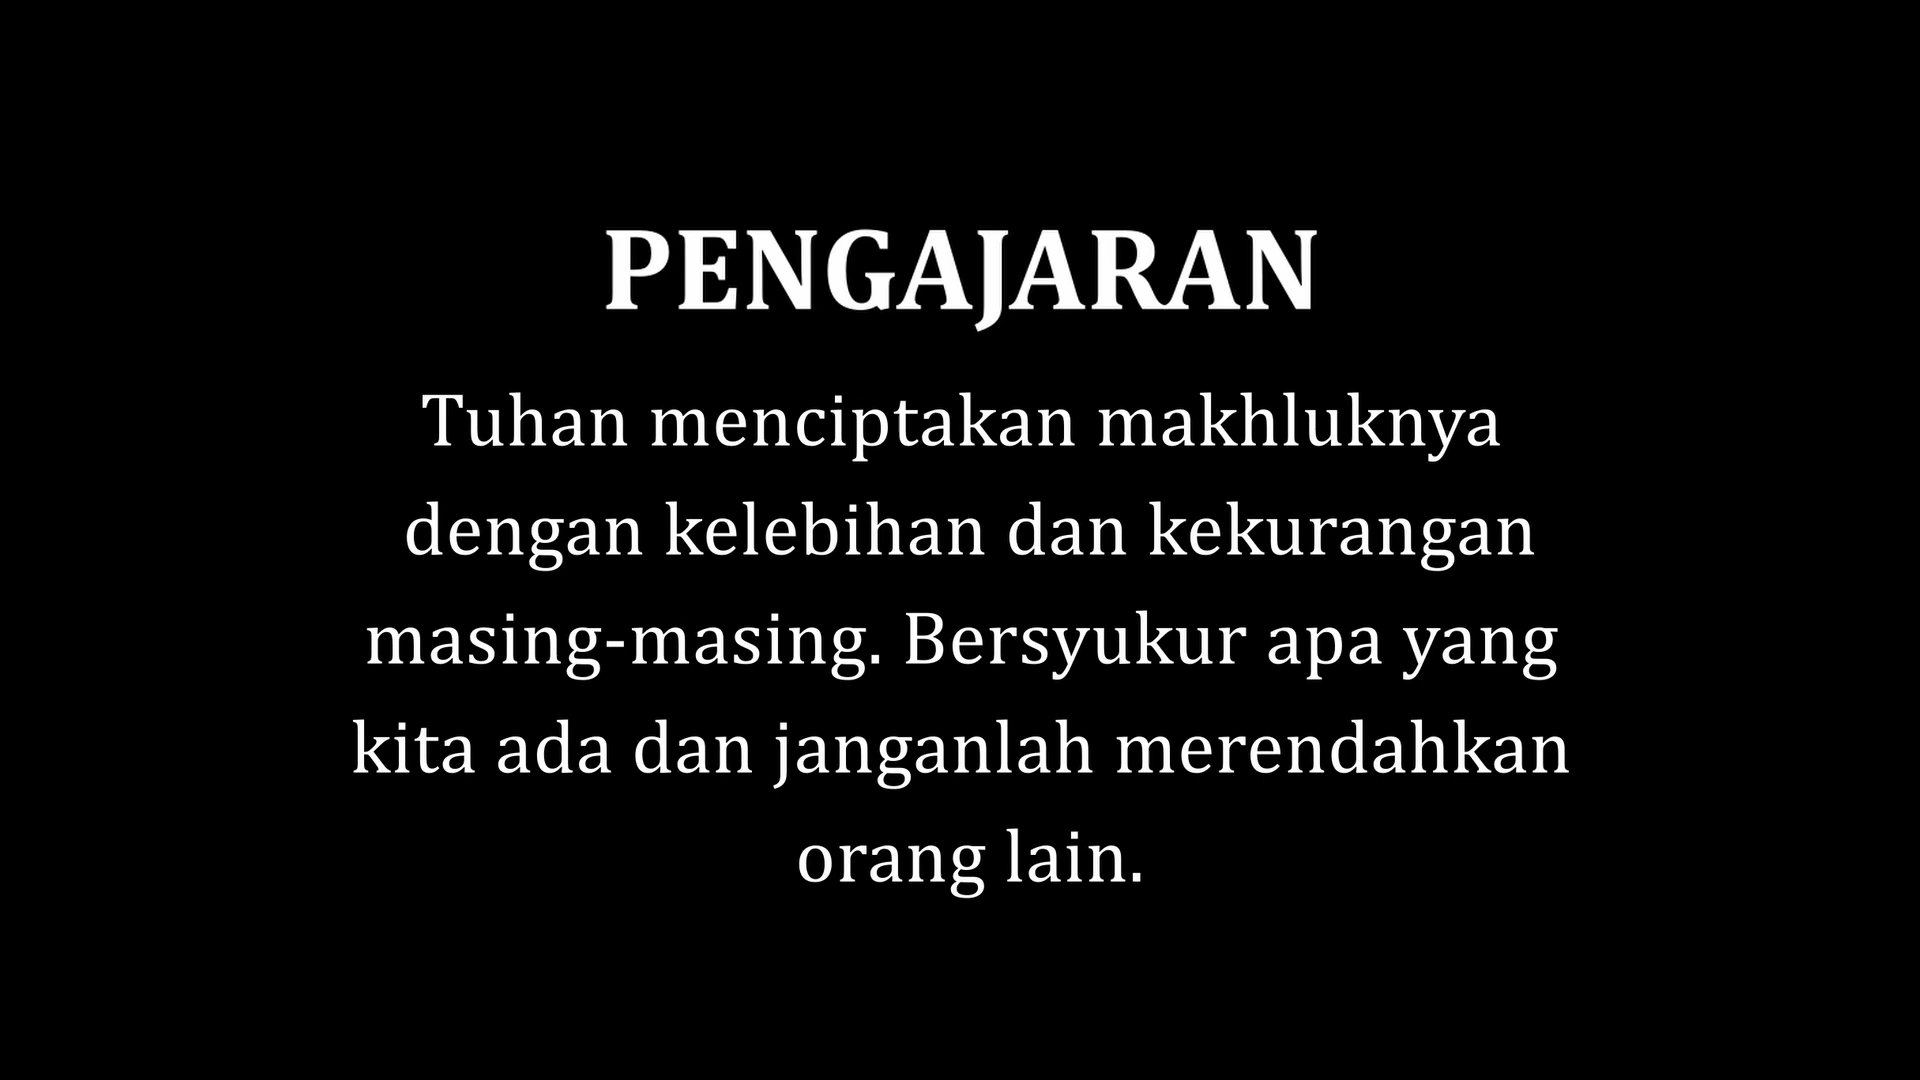 PENGAJARAN
Tuhan menciptakan makhluknya
dengan kelebihan dan kekurangan
masing-masing. Bersyukur apa yang
kita ada dan janganlah merendahkan
orang lain.